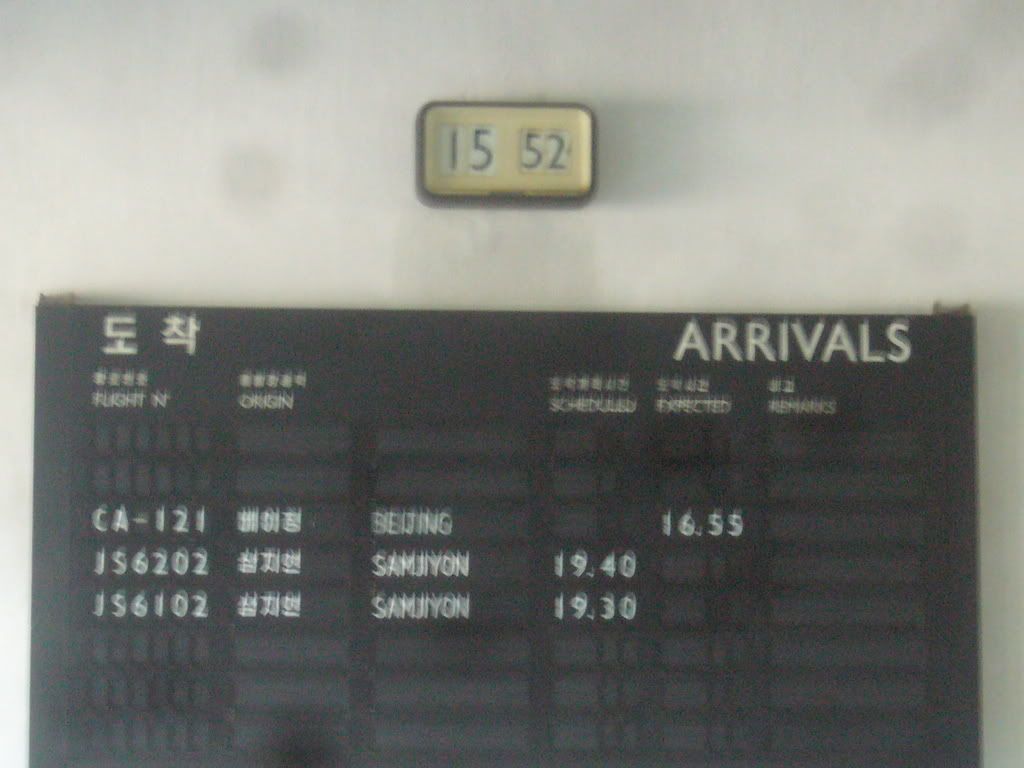 15 52
도착 ARRIVALS
FLIGHT Nº ORIGIN SCHEDULED EXPECTED REMARKS
CA-121 베이징 BEIJING 16.55
JS6202 삼지연 SAMJIYON 19.40
JS6102 삼지연 SAMJIYON 19.30